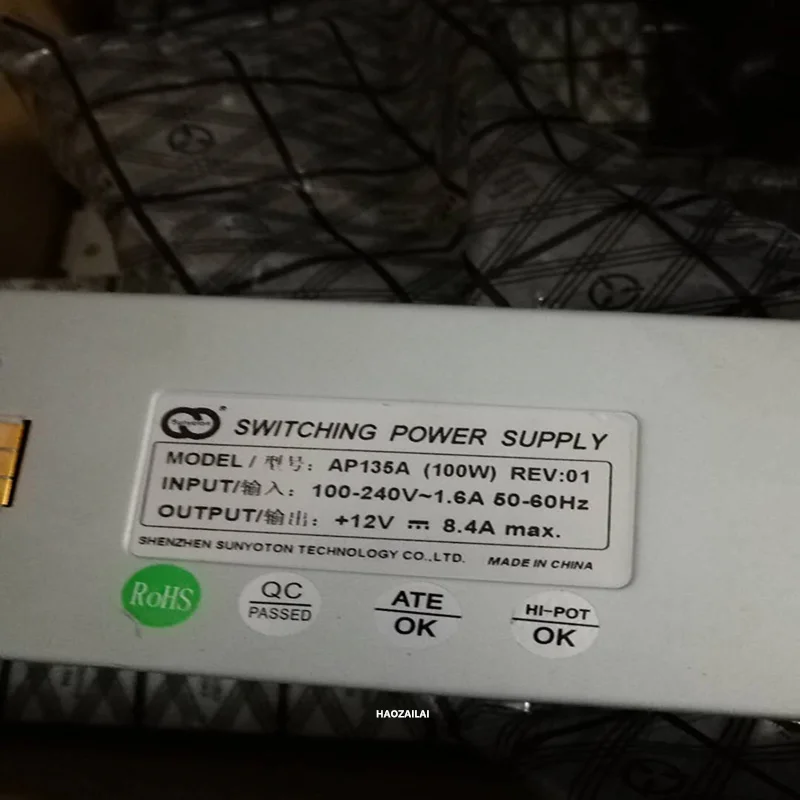 Sunyoton ®
SWITCHING POWER SUPPLY
MODEL / 型号: AP135A (100W) REV:01
INPUT/输入: 100-240V~1.6A 50-60Hz
OUTPUT/输出: +12V ⎓ 8.4A max.
SHENZHEN SUNYOTON TECHNOLOGY CO.,LTD. MADE IN CHINA
RoHS
QC
PASSED
ATE
OK
HI-POT
OK
HAOZAILAI